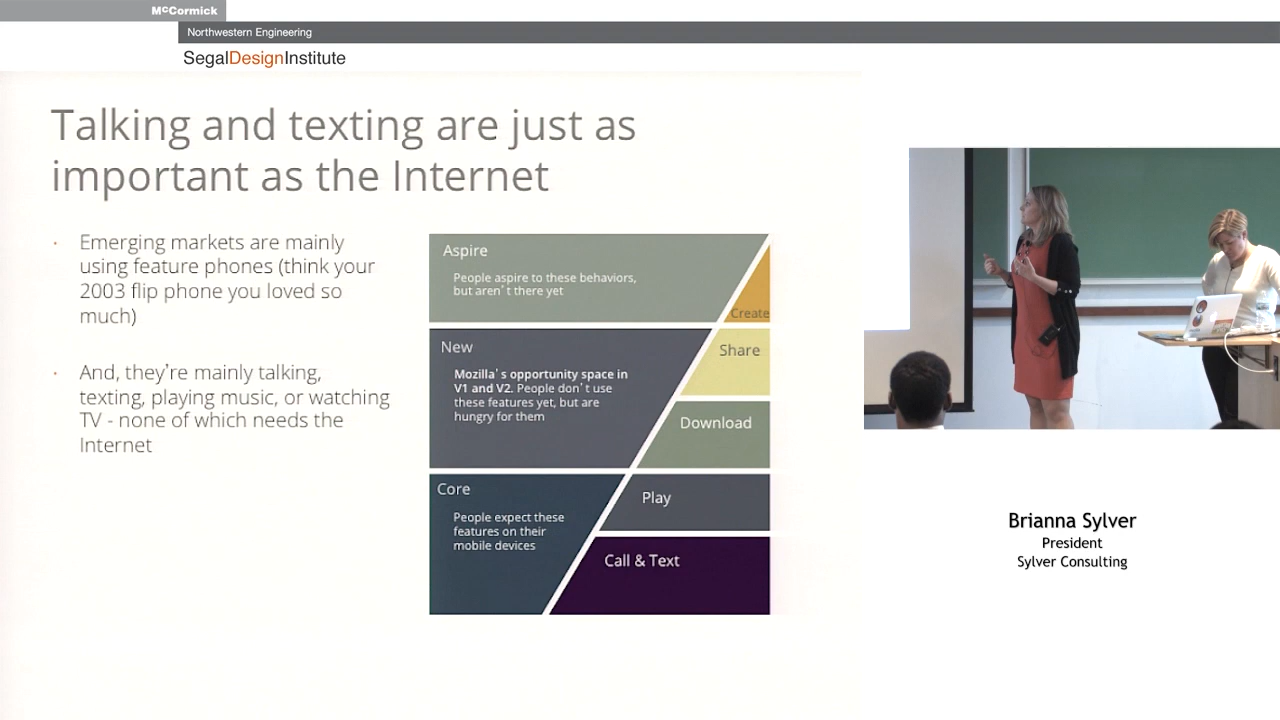 McCormick
Northwestern Engineering
SegalDesignInstitute
Talking and texting are just as
important as the Internet
· Emerging markets are mainly
using feature phones (think your
2003 flip phone you loved so
much)
· And, they’re mainly talking,
texting, playing music, or watching
TV - none of which needs the
Internet
Aspire
People aspire to these behaviors,
but aren’t there yet
Create
New
Mozilla’s opportunity space in
V1 and V2. People don’t use
these features yet, but are
hungry for them
Share
Download
Core
People expect these
features on their
mobile devices
Play
Call & Text
Brianna Sylver
President
Sylver Consulting